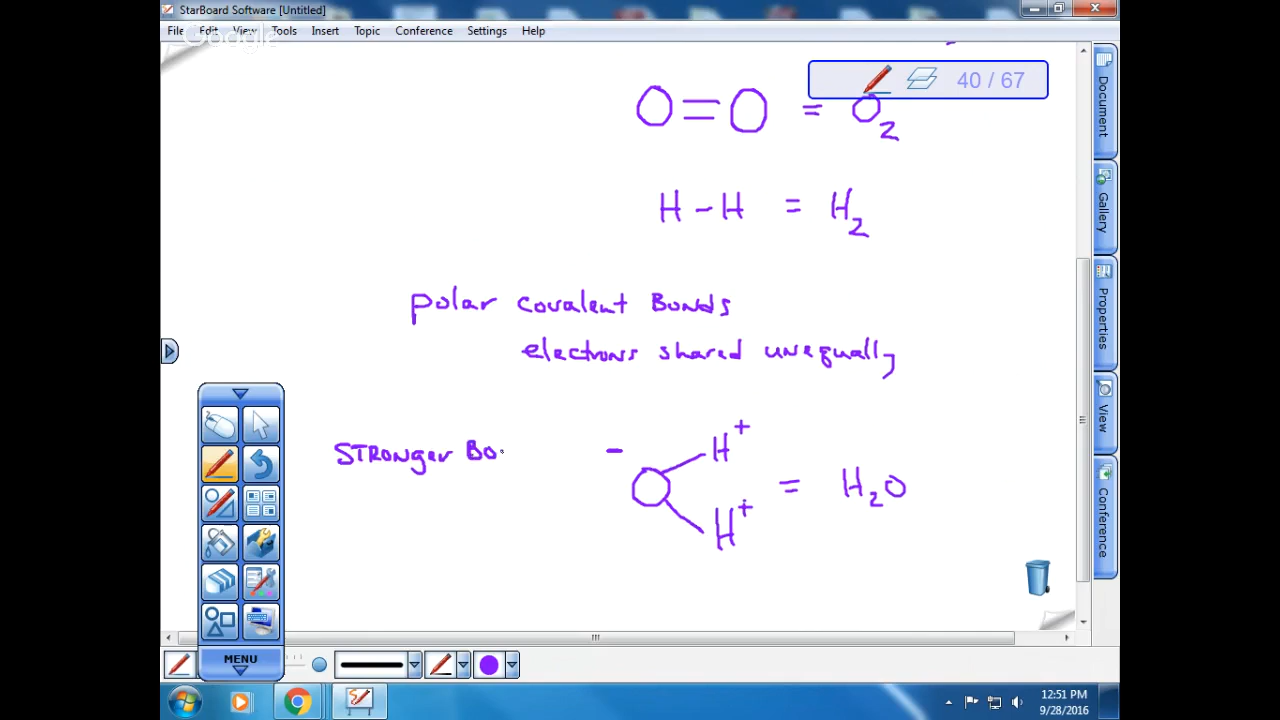 StarBoard Software [Untitled]
File Edit View Tools Insert Topic Conference Settings Help
Google
40 / 67
O=O = O2
H-H = H2
polar covalent Bonds
electrons shared unequally
STRONger BO
- H+
O = H2O
H+
Document
Gallery
Properties
View
Conference
MENU
12:51 PM
9/28/2016